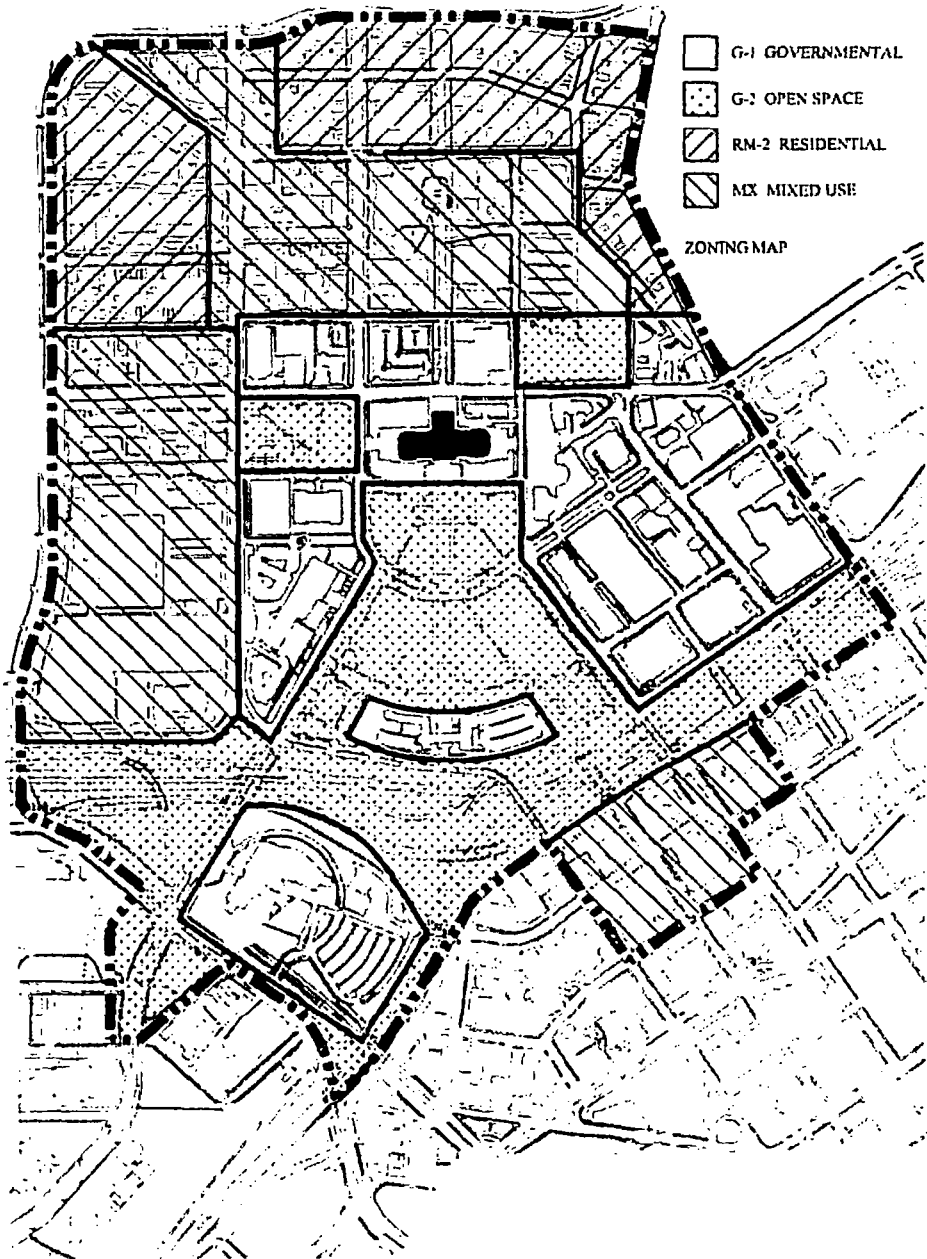 G-1 GOVERNMENTAL
G-2 OPEN SPACE
RM-2 RESIDENTIAL
MX MIXED USE
ZONING MAP